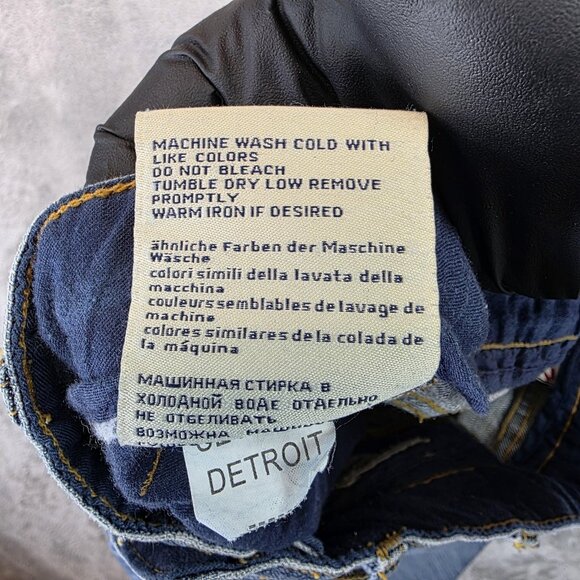 MACHINE WASH COLD WITH
LIKE COLORS
DO NOT BLEACH
TUMBLE DRY LOW REMOVE
PROMPTLY
WARM IRON IF DESIRED
ähnliche Farben der Maschine
Wäsche
colori simili della lavata della
macchina
couleurs semblables de lavage de
machine
colores similares de la colada de
la máquina
МАШИННАЯ СТИРКА В
ХОЛОДНОЙ ВОДЕ ОТДЕЛЬНО
НЕ ОТБЕЛИВАТЬ
ВОЗМОЖНА
DETROIT